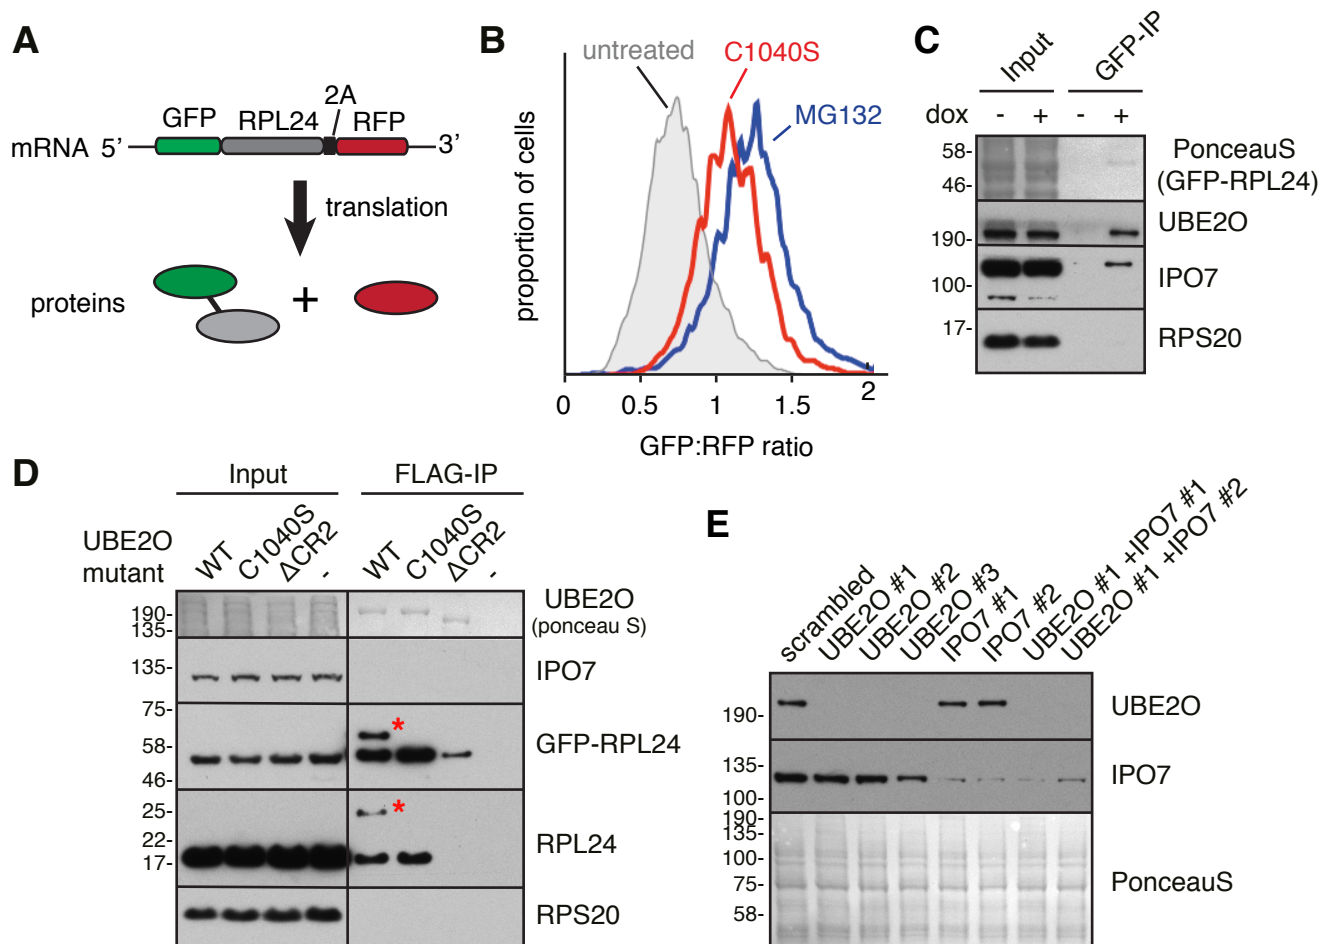 A
GFP RPL24 2A RFP
mRNA 5’ 3’
translation
proteins +
B
untreated C1040S
MG132
proportion of cells
0 0.5 1 1.5 2
GFP:RFP ratio
C
Input GFP-IP
dox - + - +
58-
46-
PonceauS
(GFP-RPL24)
190-
UBE2O
100-
IPO7
17-
RPS20
D
Input FLAG-IP
UBE2O
mutant
WT C1040S ΔCR2 - WT C1040S ΔCR2 -
190-
135-
UBE2O
(ponceau S)
135-
IPO7
75-
58-
46-
*
GFP-RPL24
25-
22-
17-
*
RPL24
RPS20
E
scrambled
UBE2O #1
UBE2O #2
UBE2O #3
IPO7 #1
IPO7 #2
UBE2O #1 +IPO7 #1
UBE2O #1 +IPO7 #2
190-
UBE2O
135-
100-
IPO7
190-
135-
100-
75-
58-
PonceauS